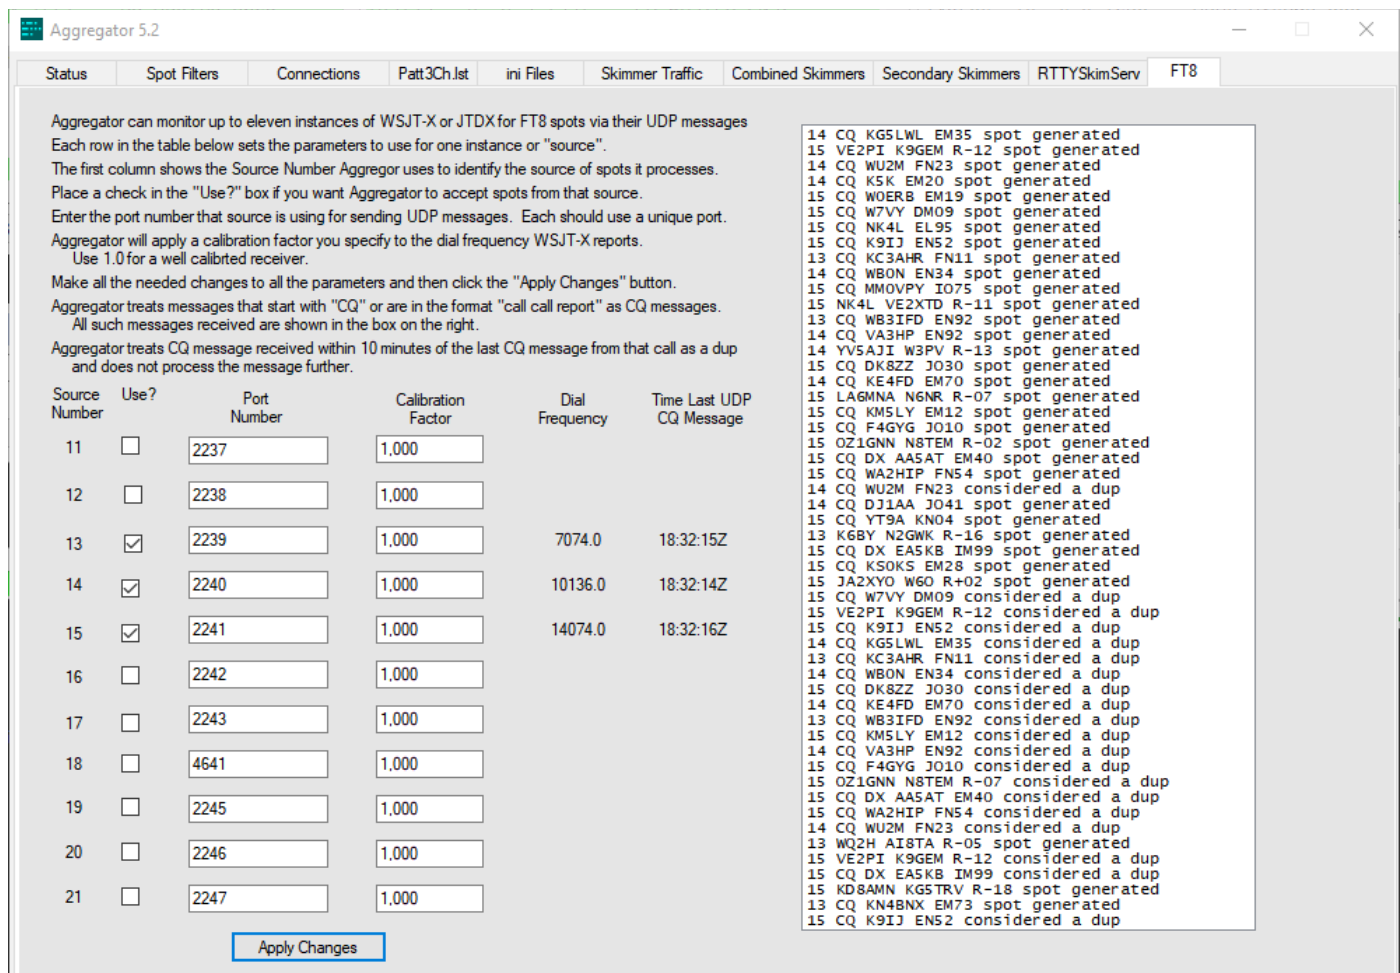 Aggregator 5.2
Status Spot Filters Connections Patt3Ch.lst ini Files Skimmer Traffic Combined Skimmers Secondary Skimmers RTTYSkimServ FT8
Aggregator can monitor up to eleven instances of WSJT-X or JTDX for FT8 spots via their UDP messages
Each row in the table below sets the parameters to use for one instance or "source".
The first column shows the Source Number Aggregor uses to identify the source of spots it processes.
Place a check in the "Use?" box if you want Aggregator to accept spots from that source.
Enter the port number that source is using for sending UDP messages. Each should use a unique port.
Aggregator will apply a calibration factor you specify to the dial frequency WSJT-X reports.
Use 1.0 for a well calibrted receiver.
Make all the needed changes to all the parameters and then click the "Apply Changes" button.
Aggregator treats messages that start with "CQ" or are in the format "call call report" as CQ messages.
All such messages received are shown in the box on the right.
Aggregator treats CQ message received within 10 minutes of the last CQ message from that call as a dup
and does not process the message further.
Source Number Use? Port Number Calibration Factor Dial Frequency Time Last UDP CQ Message
11 2237 1,000
12 2238 1,000
13 2239 1,000 7074.0 18:32:15Z
14 2240 1,000 10136.0 18:32:14Z
15 2241 1,000 14074.0 18:32:16Z
16 2242 1,000
17 2243 1,000
18 4641 1,000
19 2245 1,000
20 2246 1,000
21 2247 1,000
Apply Changes
14 CQ KG5LWL EM35 spot generated
15 VE2PI K9GEM R-12 spot generated
14 CQ WU2M FN23 spot generated
14 CQ K5K EM20 spot generated
15 CQ W0ERB EM19 spot generated
15 CQ W7VY DM09 spot generated
15 CQ NK4L EL95 spot generated
15 CQ K9IJ EN52 spot generated
13 CQ KC3AHR FN11 spot generated
14 CQ WB0N EN34 spot generated
15 CQ MM0VPY IO75 spot generated
15 NK4L VE2XTD R-11 spot generated
13 CQ WB3IFD EN92 spot generated
14 CQ VA3HP EN92 spot generated
14 YV5AJI W3PV R-13 spot generated
15 CQ DK8ZZ JO30 spot generated
14 CQ KE4FD EM70 spot generated
15 LA6MNA N6NR R-07 spot generated
15 CQ KM5LY EM12 spot generated
15 CQ F4GYG JO10 spot generated
15 OZ1GNN N8TEM R-02 spot generated
15 CQ DX AA5AT EM40 spot generated
15 CQ WA2HIP FN54 spot generated
14 CQ WU2M FN23 considered a dup
14 CQ DJ1AA JO41 spot generated
15 CQ YT9A KN04 spot generated
13 K6BY N2GWK R-16 spot generated
15 CQ DX EA5KB IM99 spot generated
15 CQ KS0KS EM28 spot generated
15 JA2XYO W6O R+02 spot generated
15 CQ W7VY DM09 considered a dup
15 VE2PI K9GEM R-12 considered a dup
15 CQ K9IJ EN52 considered a dup
14 CQ KG5LWL EM35 considered a dup
13 CQ KC3AHR FN11 considered a dup
14 CQ WB0N EN34 considered a dup
15 CQ DK8ZZ JO30 considered a dup
14 CQ KE4FD EM70 considered a dup
13 CQ WB3IFD EN92 considered a dup
15 CQ KM5LY EM12 considered a dup
14 CQ VA3HP EN92 considered a dup
15 CQ F4GYG JO10 considered a dup
15 OZ1GNN N8TEM R-07 considered a dup
15 CQ DX AA5AT EM40 considered a dup
15 CQ WA2HIP FN54 considered a dup
14 CQ WU2M FN23 considered a dup
13 WQ2H AI8TA R-05 spot generated
15 VE2PI K9GEM R-12 considered a dup
15 CQ DX EA5KB IM99 considered a dup
15 KD8AMN KG5TRV R-18 spot generated
13 CQ KN4BNX EM73 spot generated
15 CQ K9IJ EN52 considered a dup